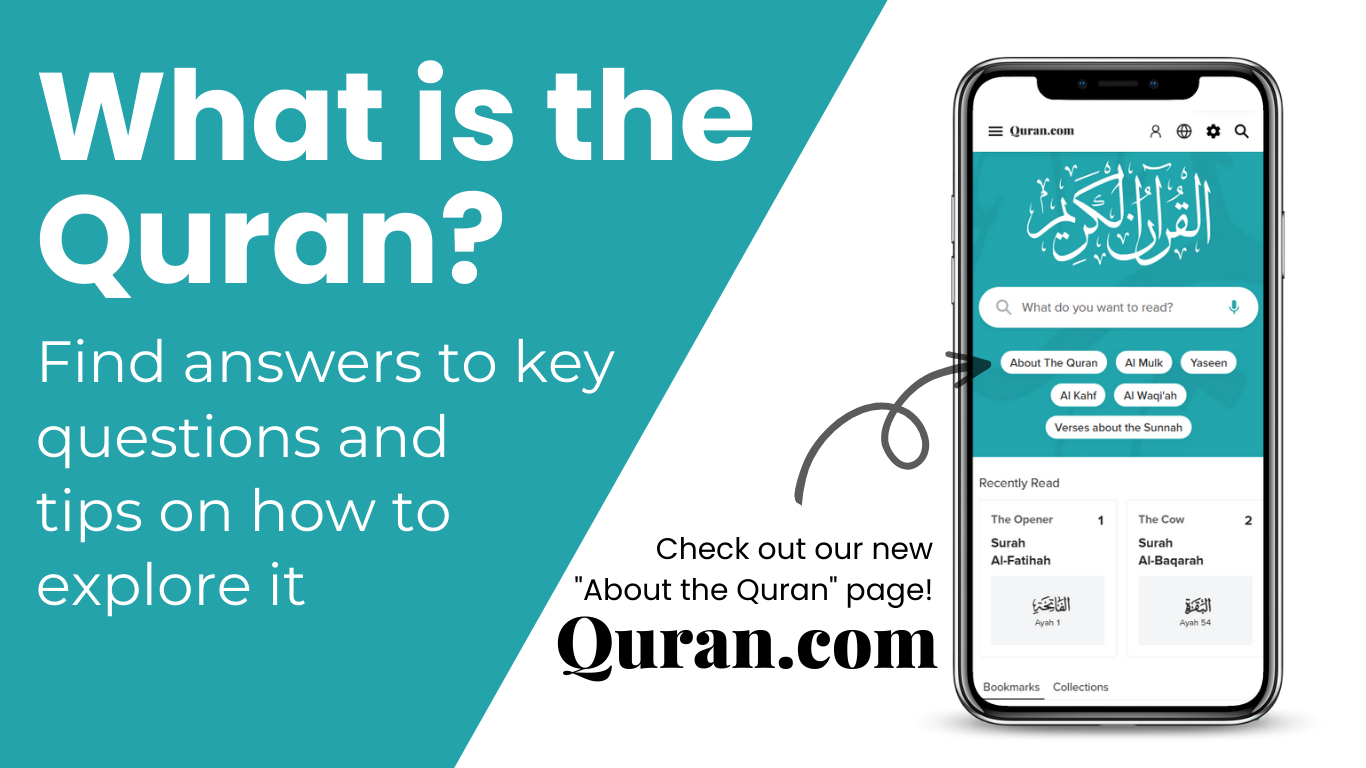 What is the
Quran?
Find answers to key
questions and
tips on how to
explore it
Check out our new
"About the Quran" page!
Quran.com
Quran.com
القرآن الكريم
What do you want to read?
About The Quran Al Mulk Yaseen
Al Kahf Al Waqi'ah
Verses about the Sunnah
Recently Read
The Opener 1
Surah
Al-Fatihah
الفاتحة
Ayah 1
The Cow 2
Surah
Al-Baqarah
البقرة
Ayah 54
Bookmarks Collections